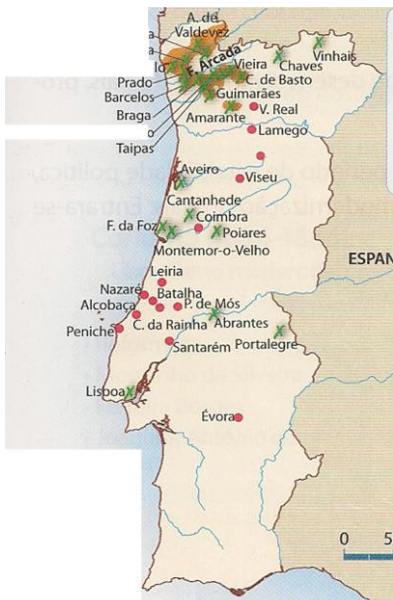 A. de
Valdevez
a
a
lo
F. Arcada
Vieira
Chaves
Vinhais
Prado
C. de Basto
Barcelos
Guimarães
Braga
Amarante
V. Real
o
Taipas
Lamego
Aveiro
Viseu
Cantanhede
Coimbra
F. da Foz
Poiares
Montemor-o-Velho
ESPAN
Leiria
Nazaré
Batalha
Alcobaça
P. de Mós
C. da Rainha
Abrantes
Peniche
Portalegre
Santarém
Lisboa
Évora
0 5